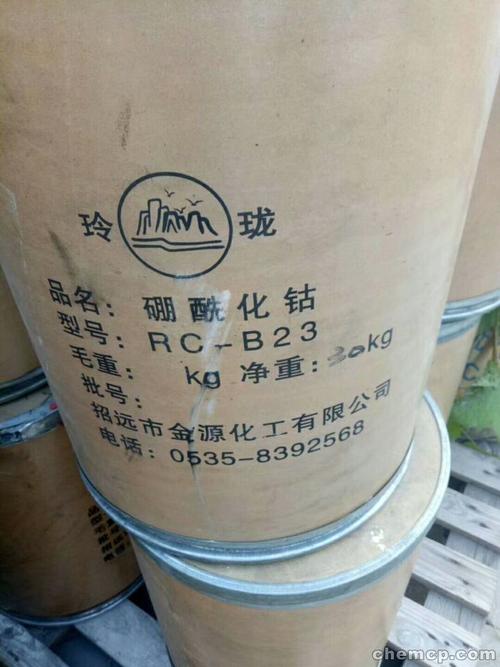 玲 珑
品名：硼酰化钴
型号：RC-B23
毛重： kg 净重：30kg
批号：
招远市金源化工有限公司
电话：0535-8392568
chemcp.com